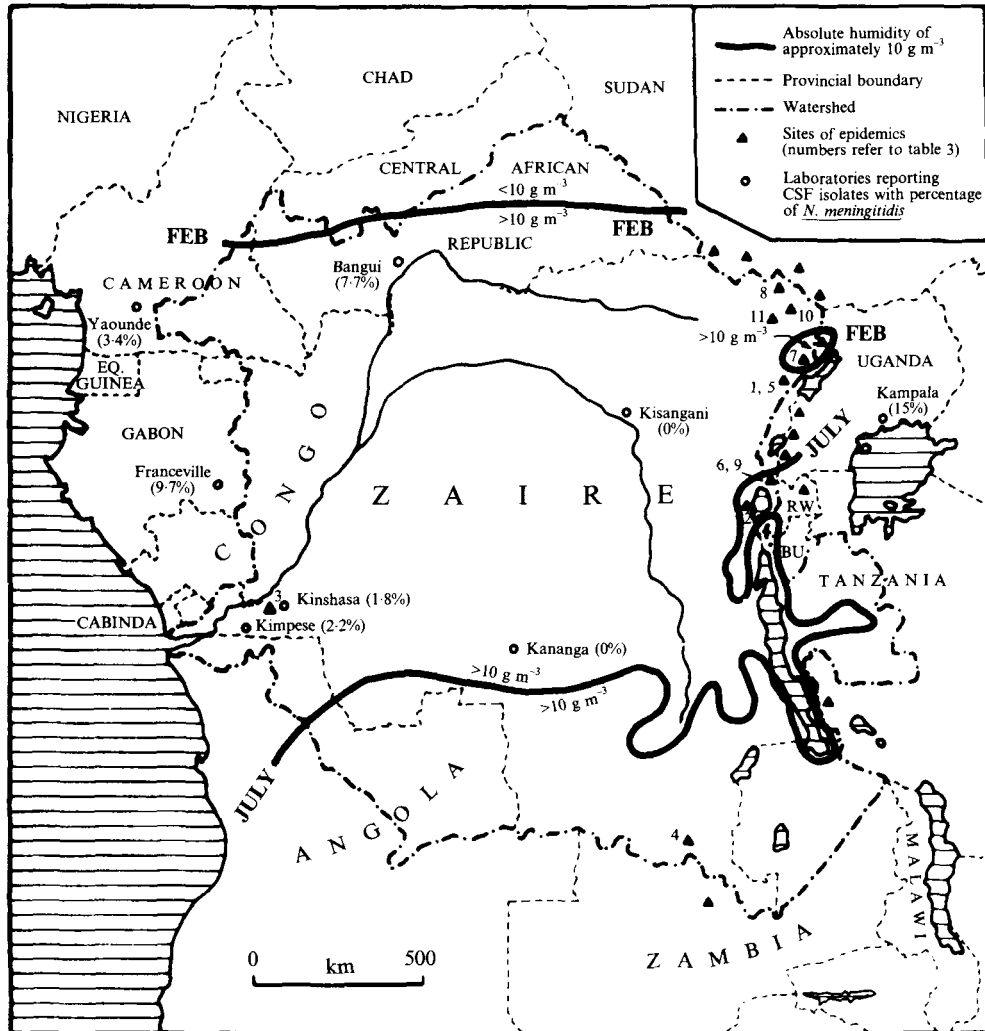 Absolute humidity of
approximately 10 g m⁻³
Provincial boundary
Watershed
Sites of epidemics
(numbers refer to table 3)
Laboratories reporting
CSF isolates with percentage
of N. meningitidis
CHAD
SUDAN
NIGERIA
CENTRAL AFRICAN
<10 g m⁻³
>10 g m⁻³
FEB
FEB
REPUBLIC
Bangui
(7·7%)
CAMEROON
8
11
10
Yaounde
(3·4%)
>10 g m⁻³
FEB
7
EQ.
GUINEA
UGANDA
1, 5
Kampala
(15%)
Kisangani
(0%)
GABON
CONGO
JULY
Franceville
(9·7%)
6, 9
ZAIRE
RW
2
BU
TANZANIA
3
Kinshasa (1·8%)
CABINDA
Kimpese (2·2%)
Kananga (0%)
>10 g m⁻³
>10 g m⁻³
JULY
ANGOLA
4
MALAWI
ZAMBIA
0
500
km